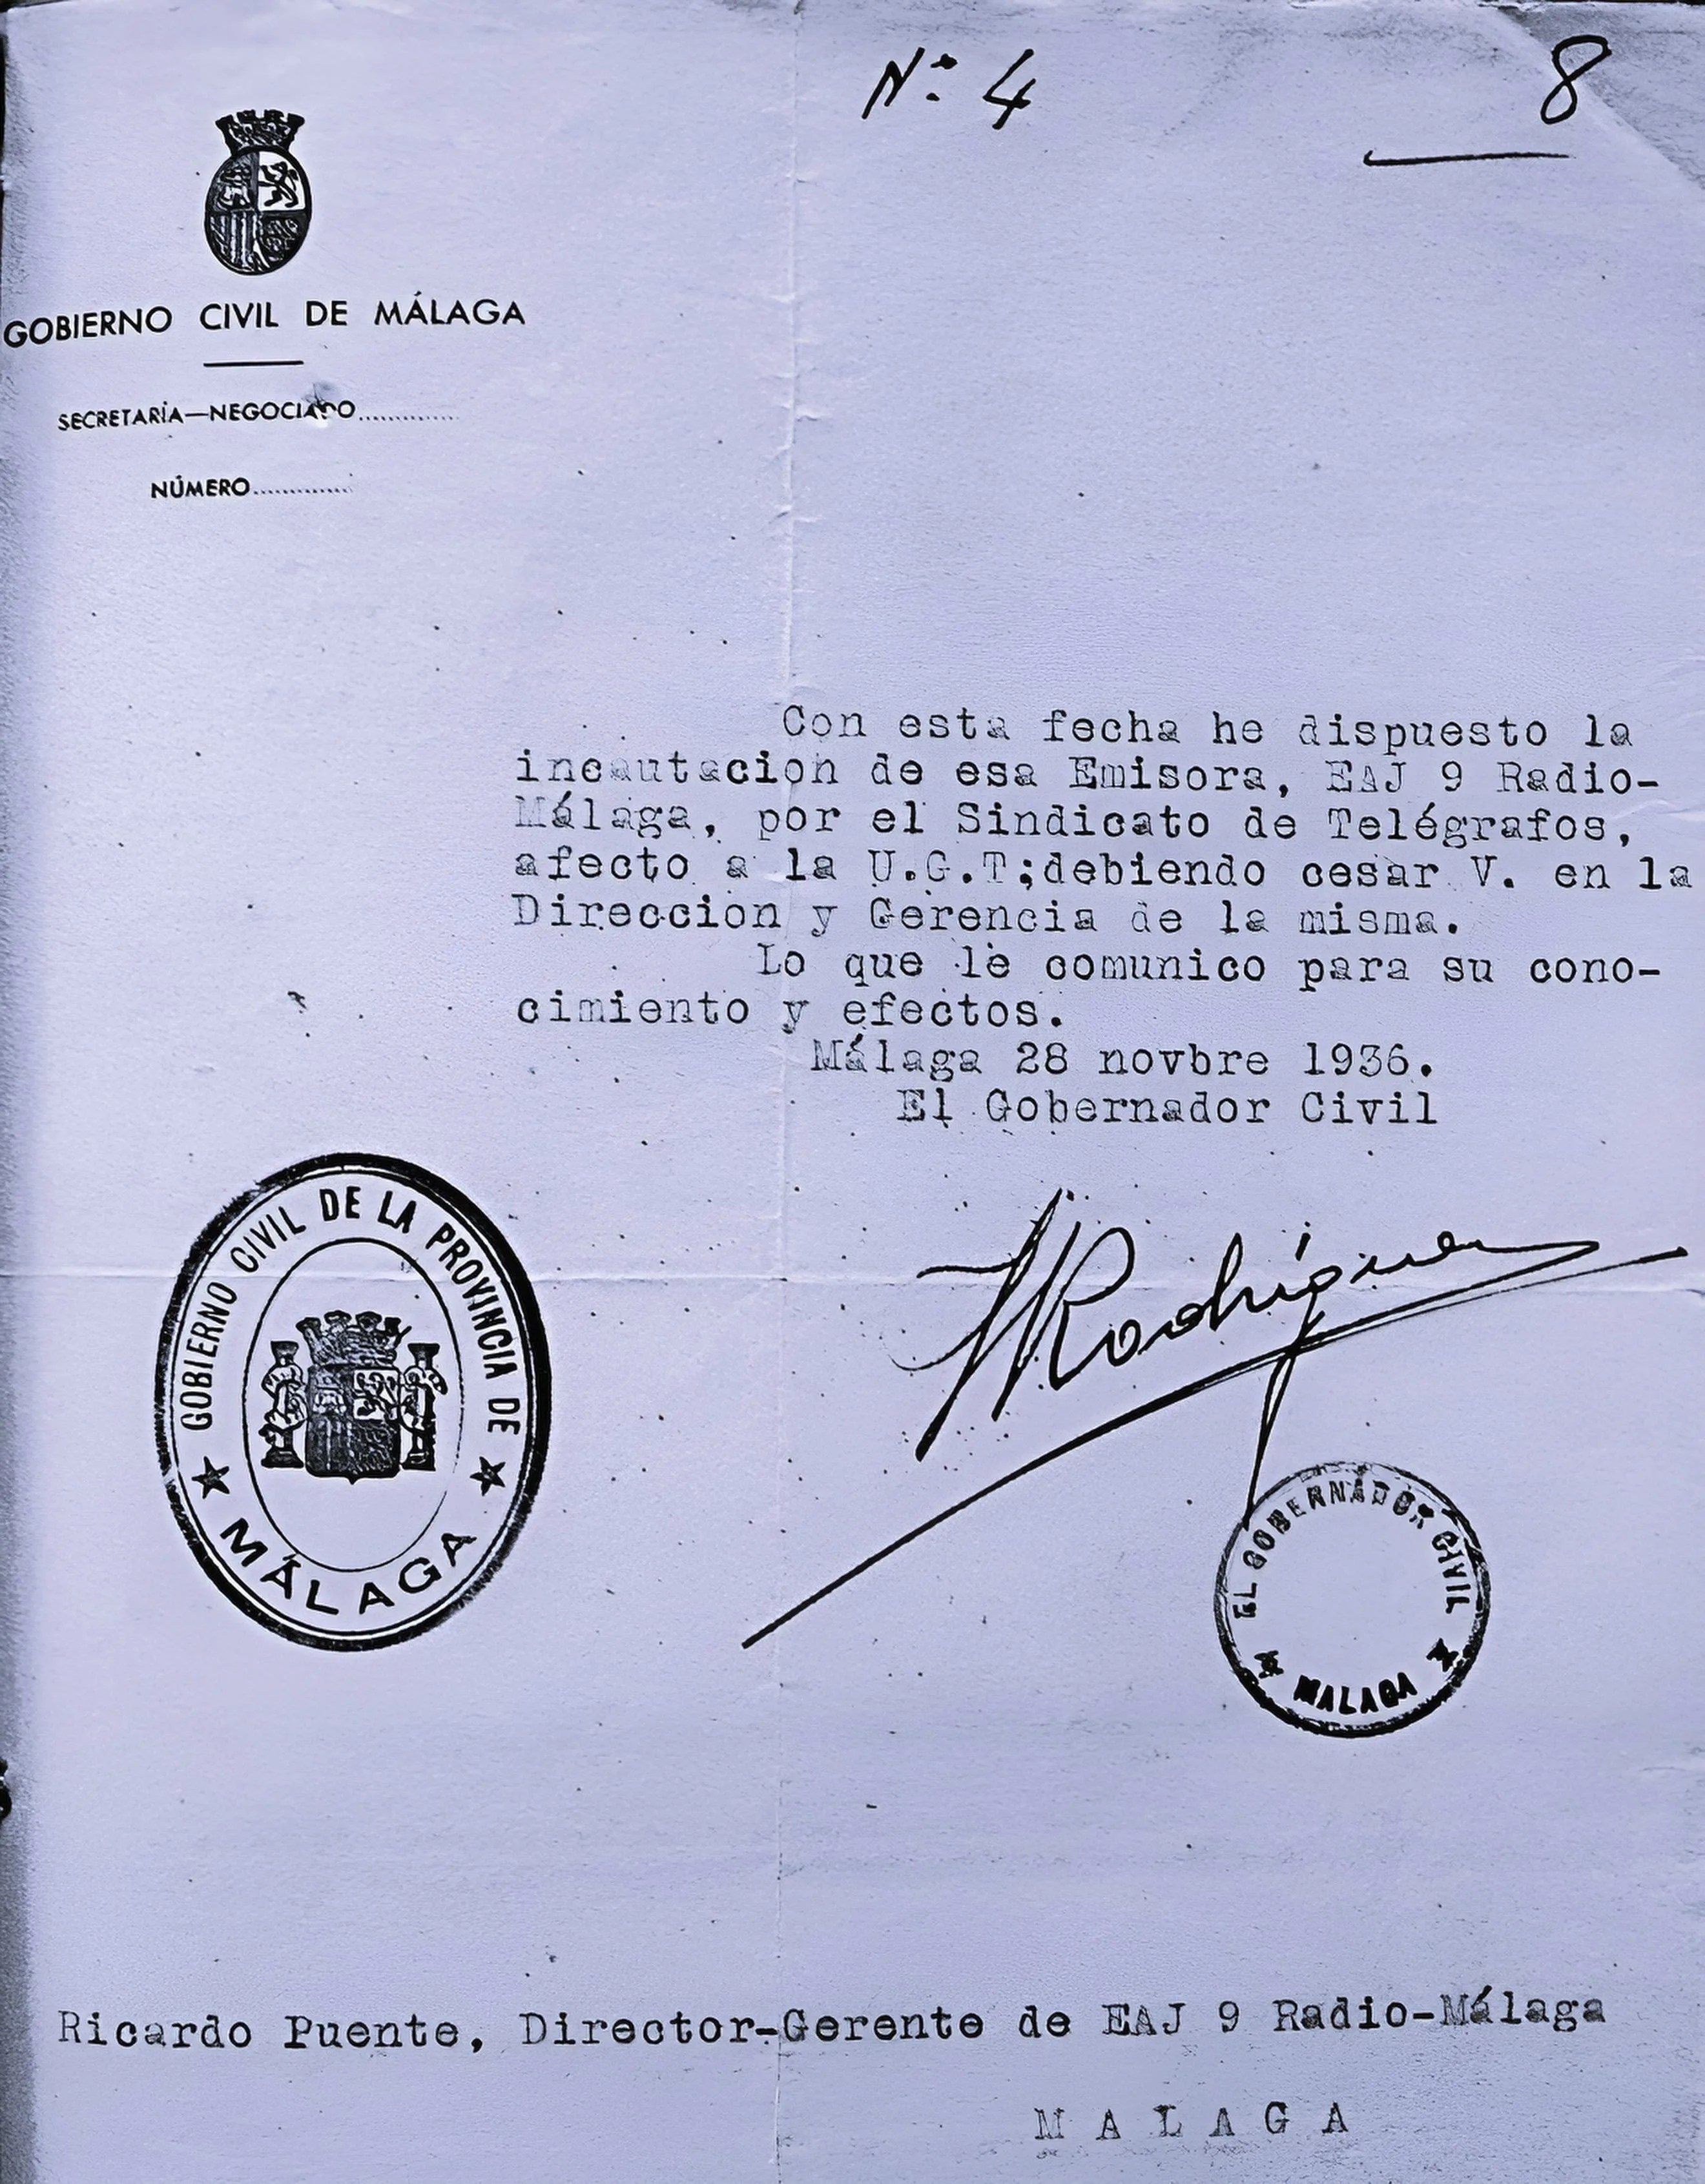 Nº 4
8
GOBIERNO CIVIL DE MÁLAGA
SECRETARÍA—NEGOCIADO..............
NÚMERO..............
Con esta fecha he dispuesto la
incautacion de esa Emisora, EAJ 9 Radio-
Málaga, por el Sindicato de Telégrafos,
afecto a la U.G.T;debiendo cesar V. en la
Direccion y Gerencia de la misma.
Lo que le comunico para su cono-
cimiento y efectos.
Málaga 28 novbre 1936.
El Gobernador Civil
Rodríguez
GOBIERNO CIVIL DE LA PROVINCIA DE
MÁLAGA
EL GOBERNADOR CIVIL
MALAGA
Ricardo Puente, Director-Gerente de EAJ 9 Radio-Málaga
M A L A G A